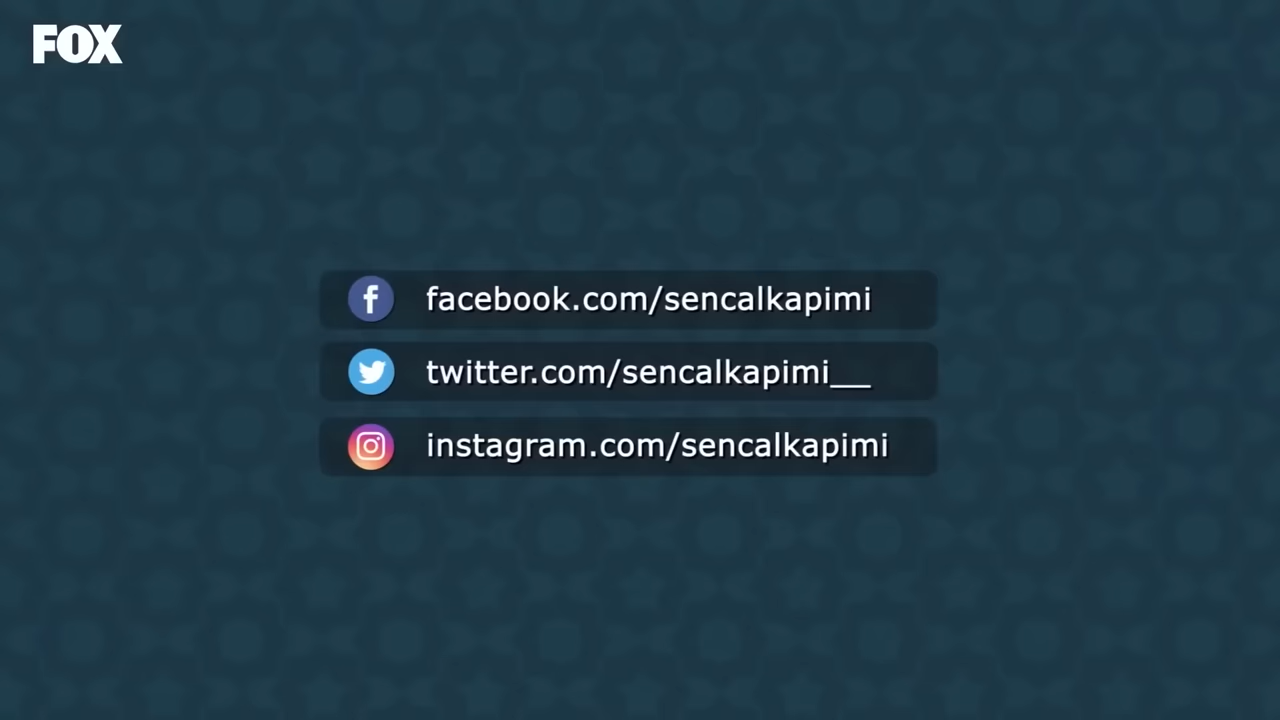 FOX
facebook.com/sencalkapimi
twitter.com/sencalkapimi__
instagram.com/sencalkapimi